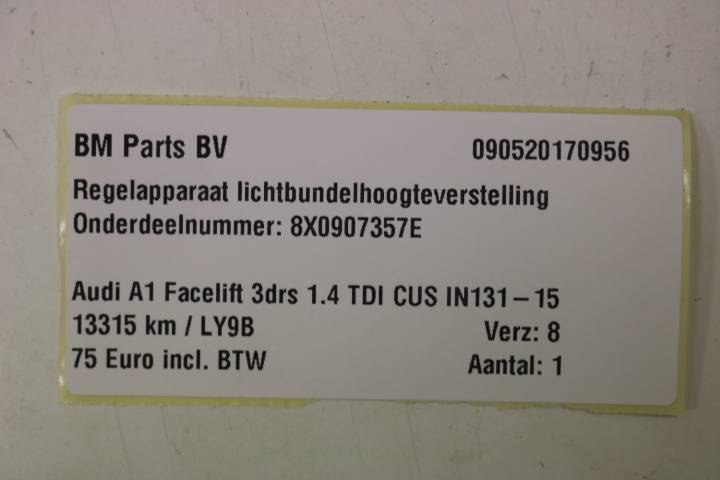 BM Parts BV 090520170956
Regelapparaat lichtbundelhoogteverstelling
Onderdeelnummer: 8X0907357E
Audi A1 Facelift 3drs 1.4 TDI CUS IN131-15
13315 km / LY9B Verz: 8
75 Euro incl. BTW Aantal: 1